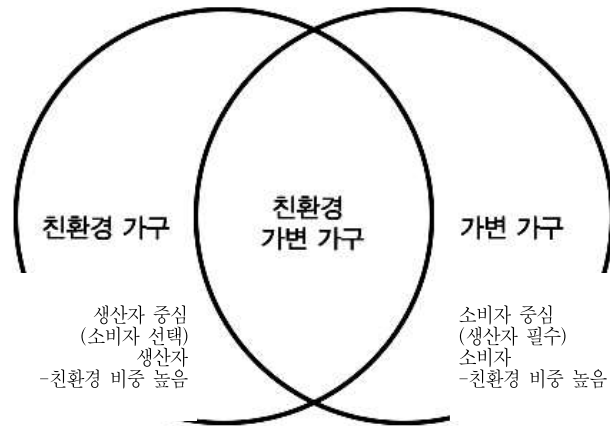 친환경 가구
친환경
가변 가구
가변 가구
생산자 중심
(소비자 선택)
생산자
-친환경 비중 높음
소비자 중심
(생산자 필수)
소비자
-친환경 비중 높음